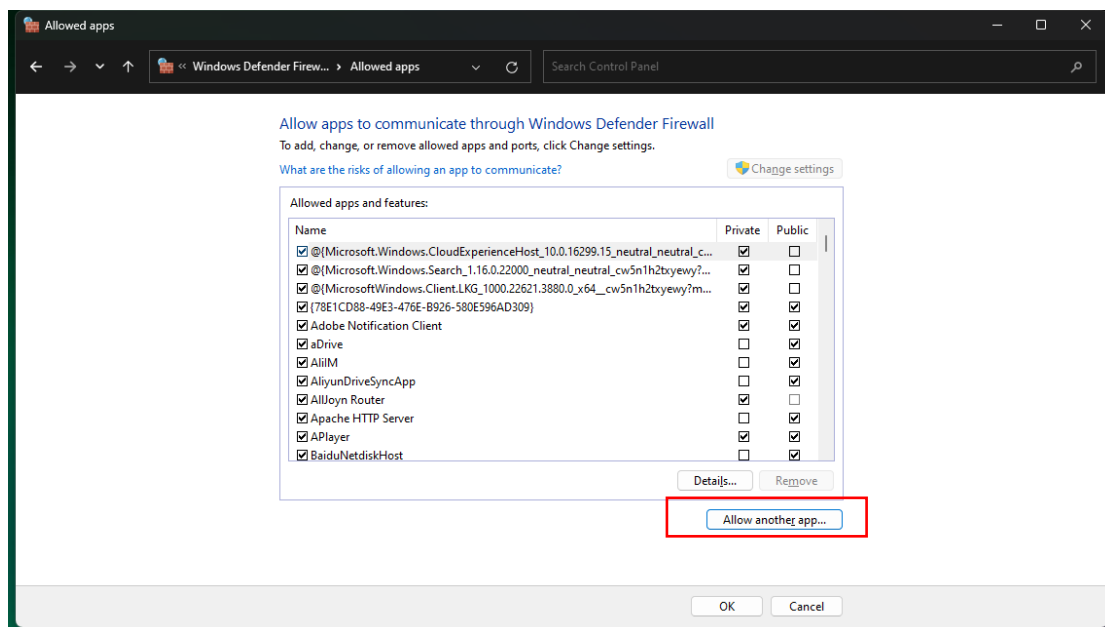 Allowed apps
« Windows Defender Firew... › Allowed apps
Search Control Panel
Allow apps to communicate through Windows Defender Firewall
To add, change, or remove allowed apps and ports, click Change settings.
What are the risks of allowing an app to communicate?
Change settings
Allowed apps and features:
Name Private Public
@{Microsoft.Windows.CloudExperienceHost_10.0.16299.15_neutral_neutral_c...
@{Microsoft.Windows.Search_1.16.0.22000_neutral_neutral_cw5n1h2txyewy?...
@{MicrosoftWindows.Client.LKG_1000.22621.3880.0_x64__cw5n1h2txyewy?m...
{78E1CD88-49E3-476E-B926-580E596AD309}
Adobe Notification Client
aDrive
AliIM
AliyunDriveSyncApp
AllJoyn Router
Apache HTTP Server
APlayer
BaiduNetdiskHost
Details...
Remove
Allow another app...
OK
Cancel